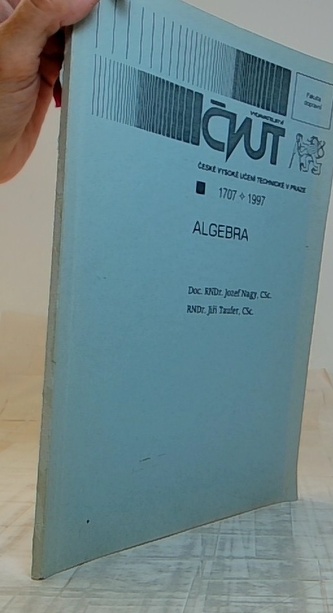 Fakulta
dopravní
VYDAVATELSTVÍ
ČVUT
ČESKÉ VYSOKÉ UČENÍ TECHNICKÉ V PRAZE
1707 ✧ 1997
ALGEBRA
Doc. RNDr. Jozef Nagy, CSc.
RNDr. Jiří Taufer, CSc.